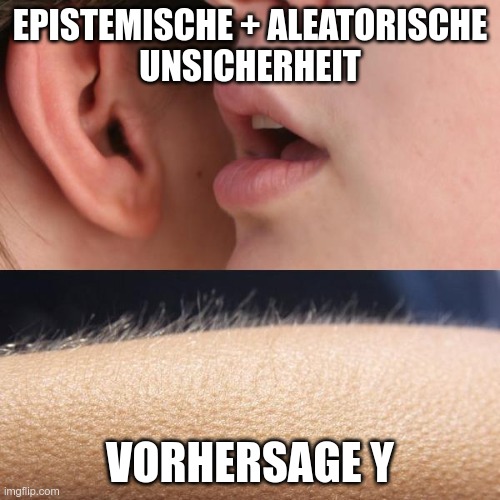 EPISTEMISCHE + ALEATORISCHE
UNSICHERHEIT
VORHERSAGE Y
imgflip.com